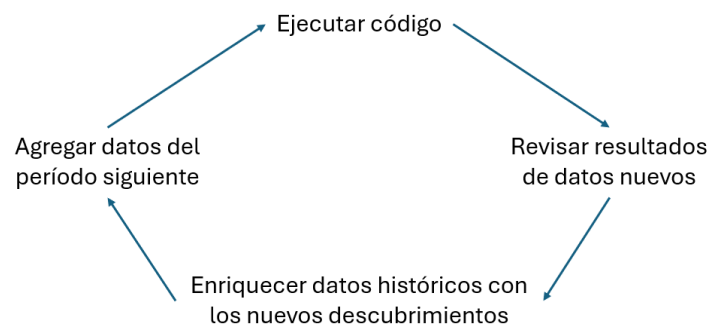 Ejecutar código
Agregar datos del
período siguiente
Revisar resultados
de datos nuevos
Enriquecer datos históricos con
los nuevos descubrimientos